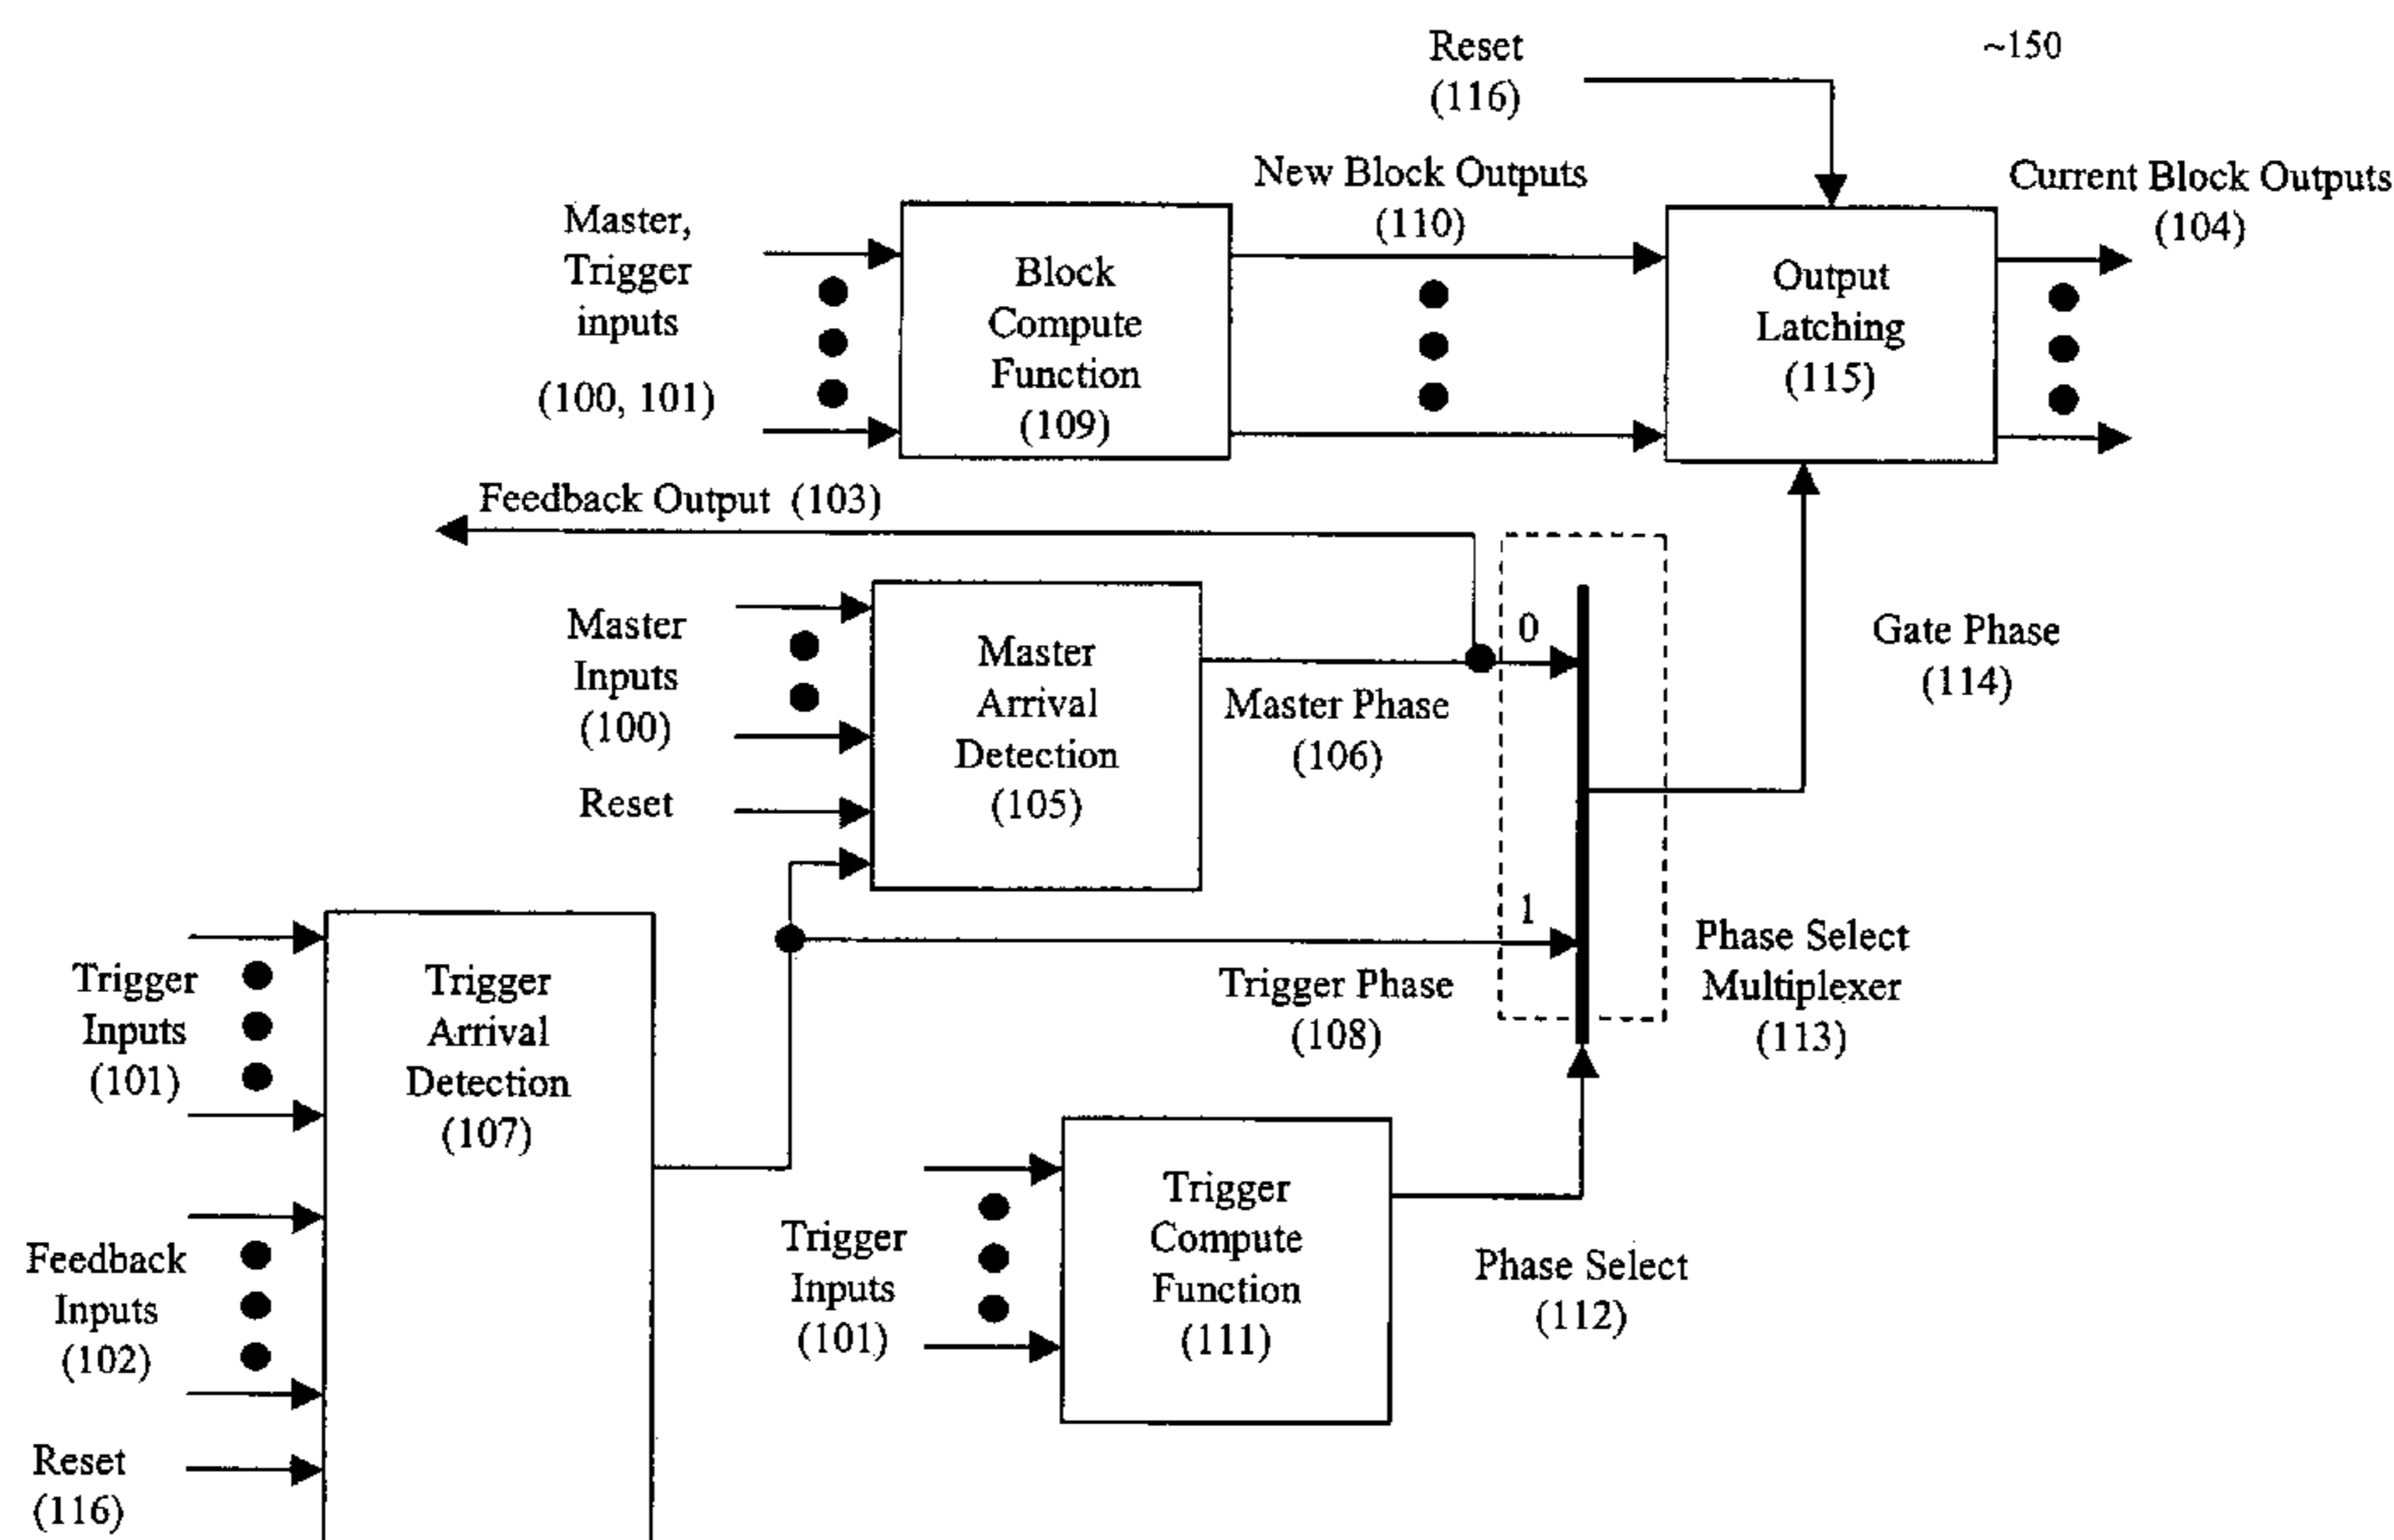 Reset
(116)
~150
New Block Outputs
(110)
Current Block Outputs
(104)
Master,
Trigger
inputs
(100, 101)
Block
Compute
Function
(109)
Output
Latching
(115)
Feedback Output (103)
Master
Inputs
(100)
Reset
Master
Arrival
Detection
(105)
Master Phase
(106)
0
1
Gate Phase
(114)
Trigger
Inputs
(101)
Feedback
Inputs
(102)
Reset
(116)
Trigger
Arrival
Detection
(107)
Trigger Phase
(108)
Phase Select
Multiplexer
(113)
Trigger
Inputs
(101)
Trigger
Compute
Function
(111)
Phase Select
(112)